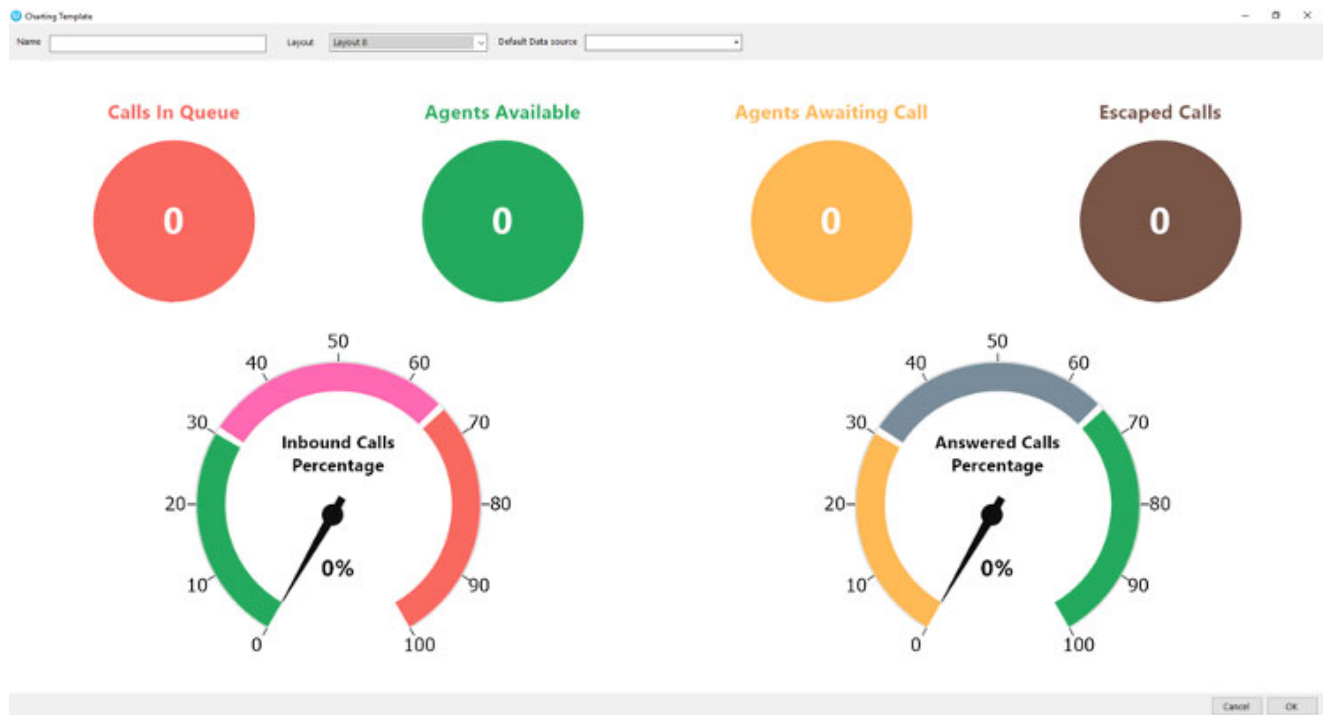 Charting Template
Name
Layout
Layout 8
Default Data source
Calls In Queue
Agents Available
Agents Awaiting Call
Escaped Calls
0
0
0
0
0
10
20
30
40
50
60
70
80
90
100
Inbound Calls
Percentage
0%
0
10
20
30
40
50
60
70
80
90
100
Answered Calls
Percentage
0%
Cancel
OK